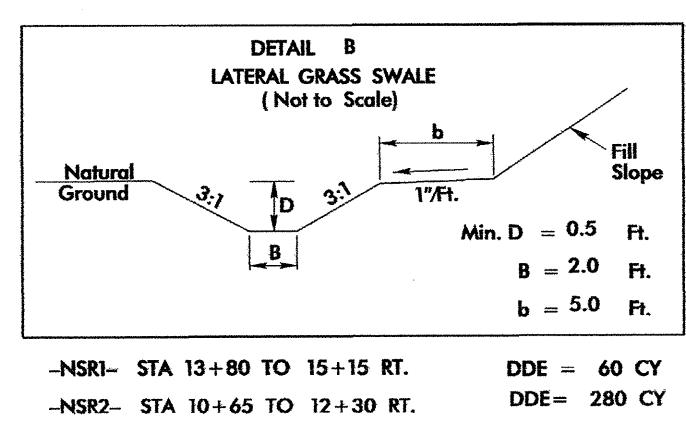 DETAIL B
LATERAL GRASS SWALE
( Not to Scale)
b
Fill
Slope
Natural
Ground
3:1
D
3:1
1"/Ft.
B
Min. D = 0.5 Ft.
B = 2.0 Ft.
b = 5.0 Ft.
-NSR1- STA 13+80 TO 15+15 RT. DDE = 60 CY
-NSR2- STA 10+65 TO 12+30 RT. DDE= 280 CY